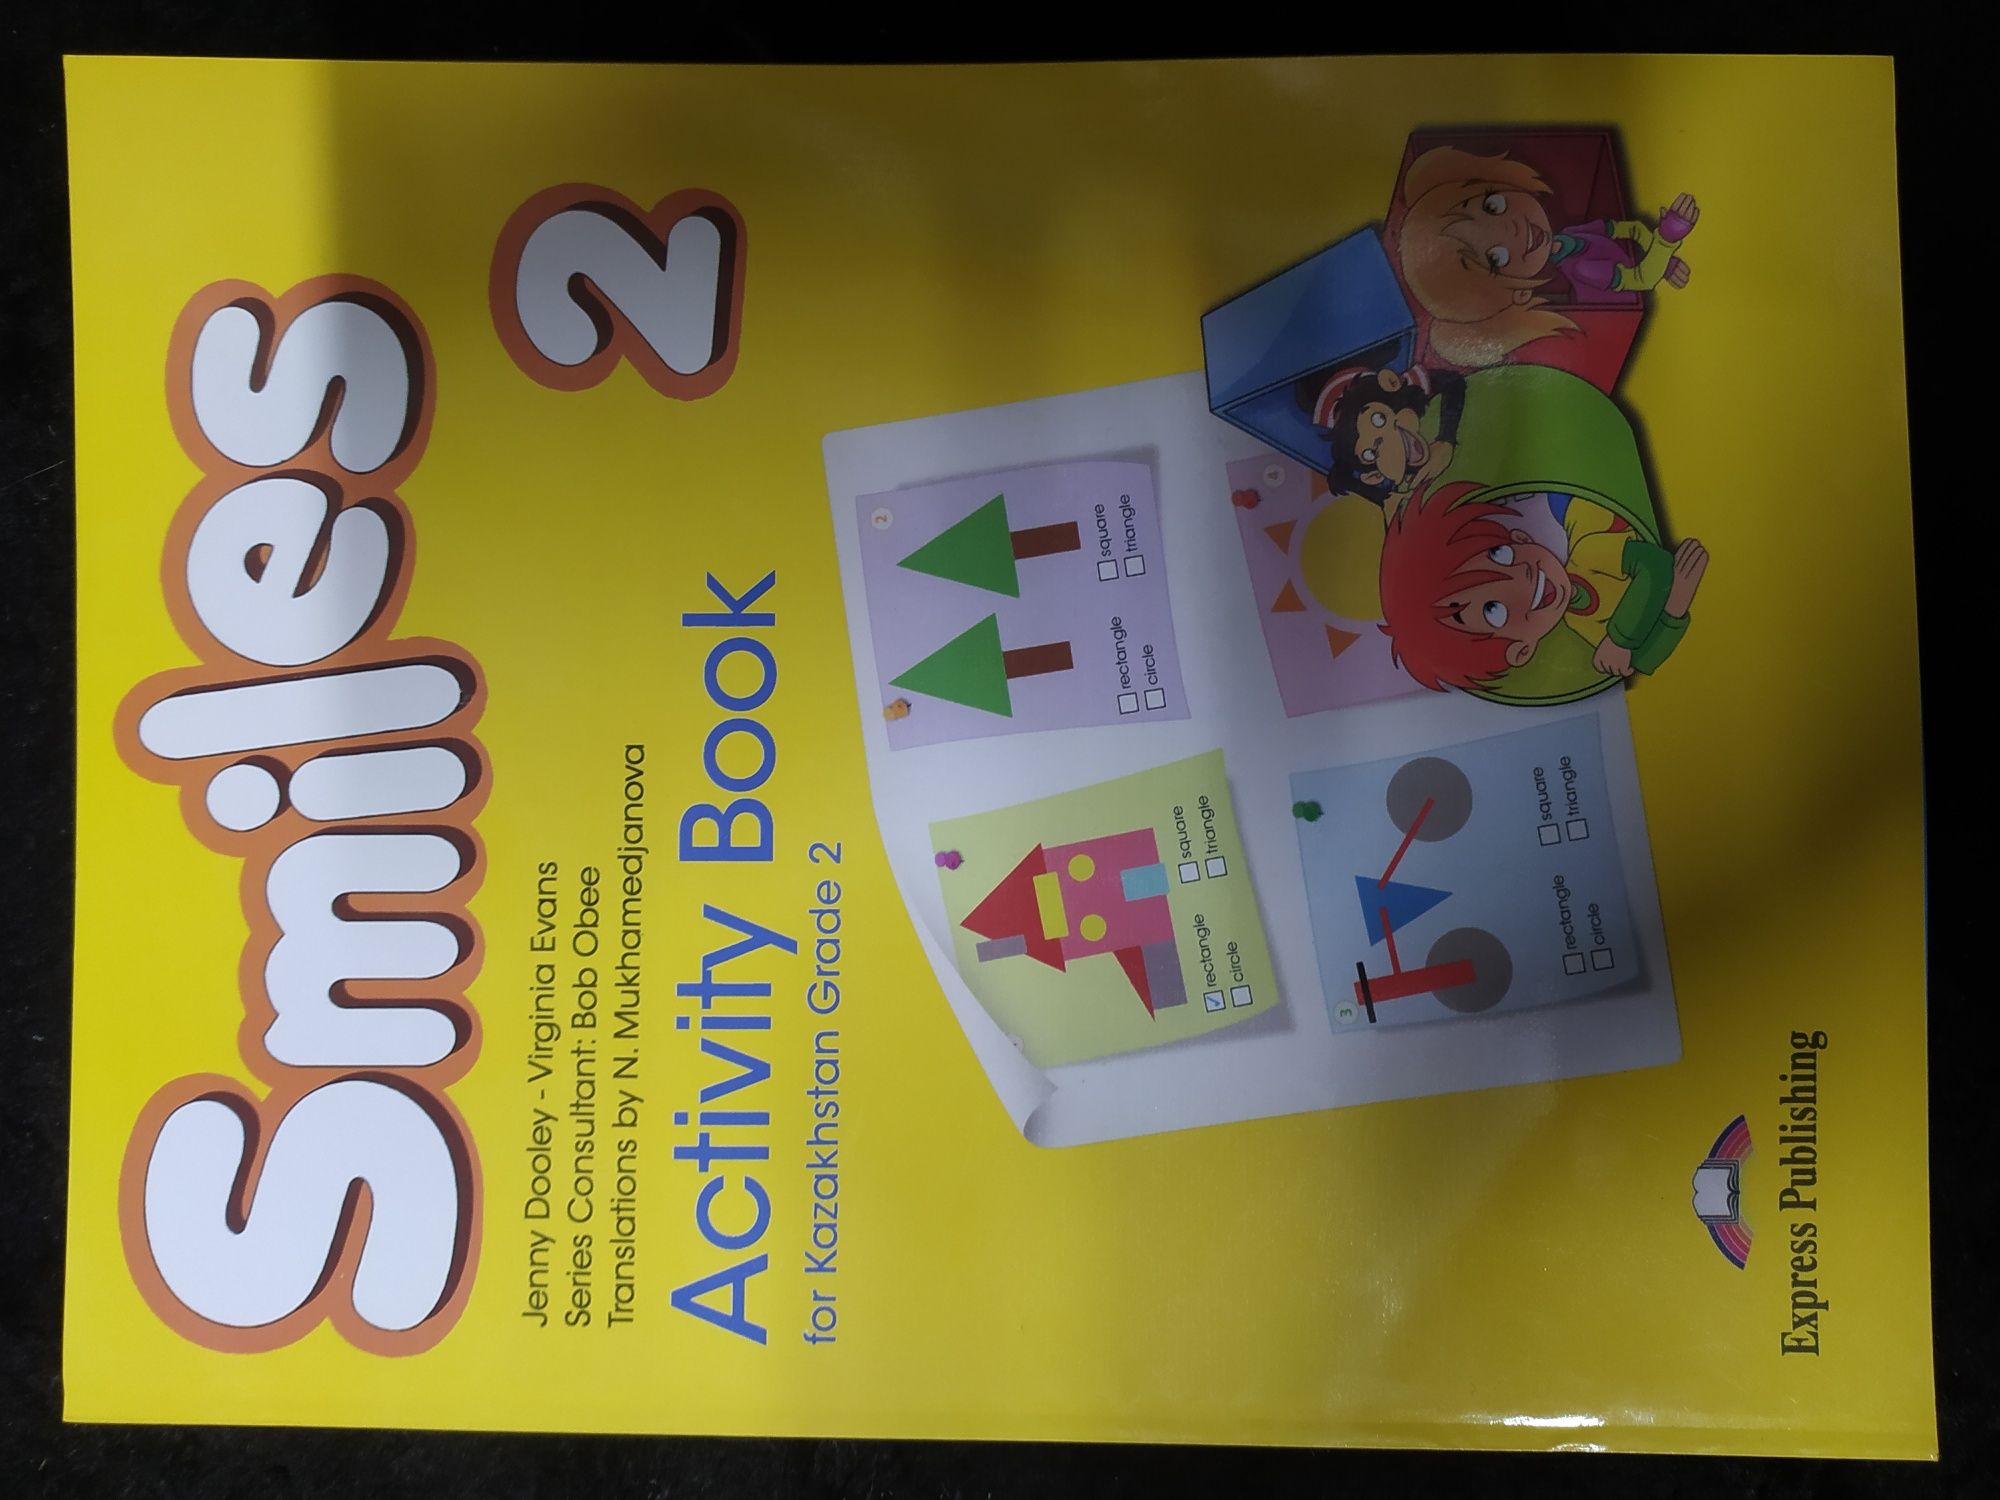 Smiles
2
Jenny Dooley - Virginia Evans
Series Consultant: Bob Obee
Translations by N. Mukhamedjanova
Activity Book
for Kazakhstan Grade 2
✓ rectangle
square
circle
triangle
2
rectangle
square
circle
triangle
3
rectangle
square
circle
triangle
4
Express Publishing